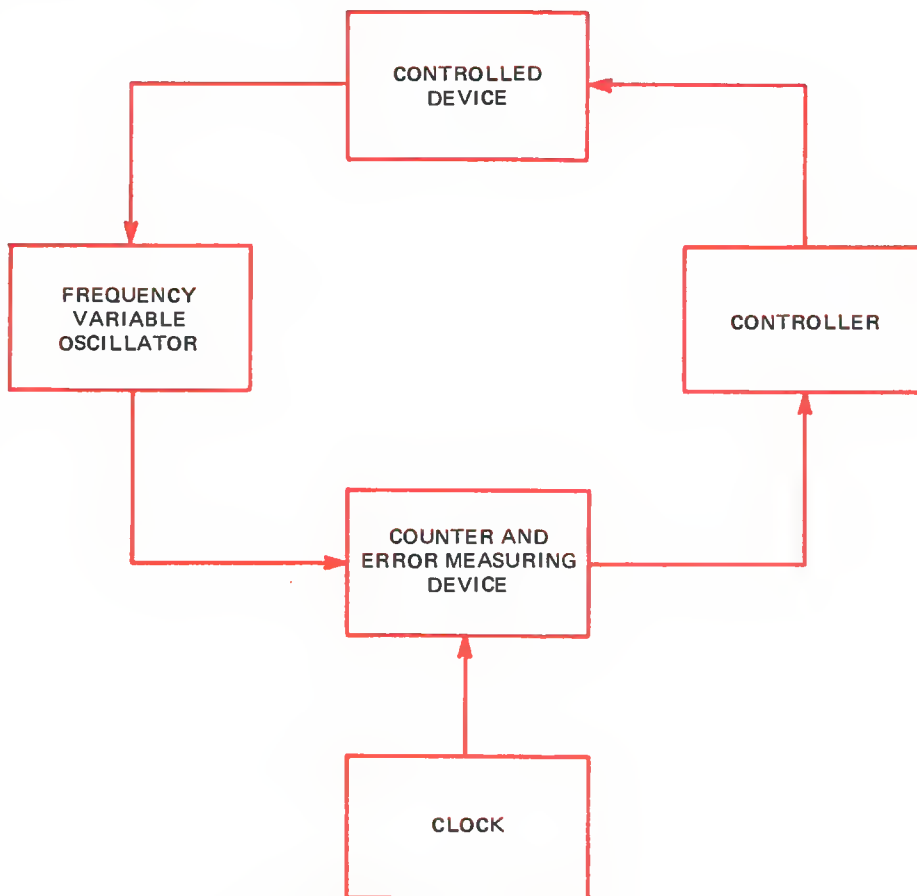 CONTROLLED
DEVICE
FREQUENCY
VARIABLE
OSCILLATOR
CONTROLLER
COUNTER AND
ERROR MEASURING
DEVICE
CLOCK